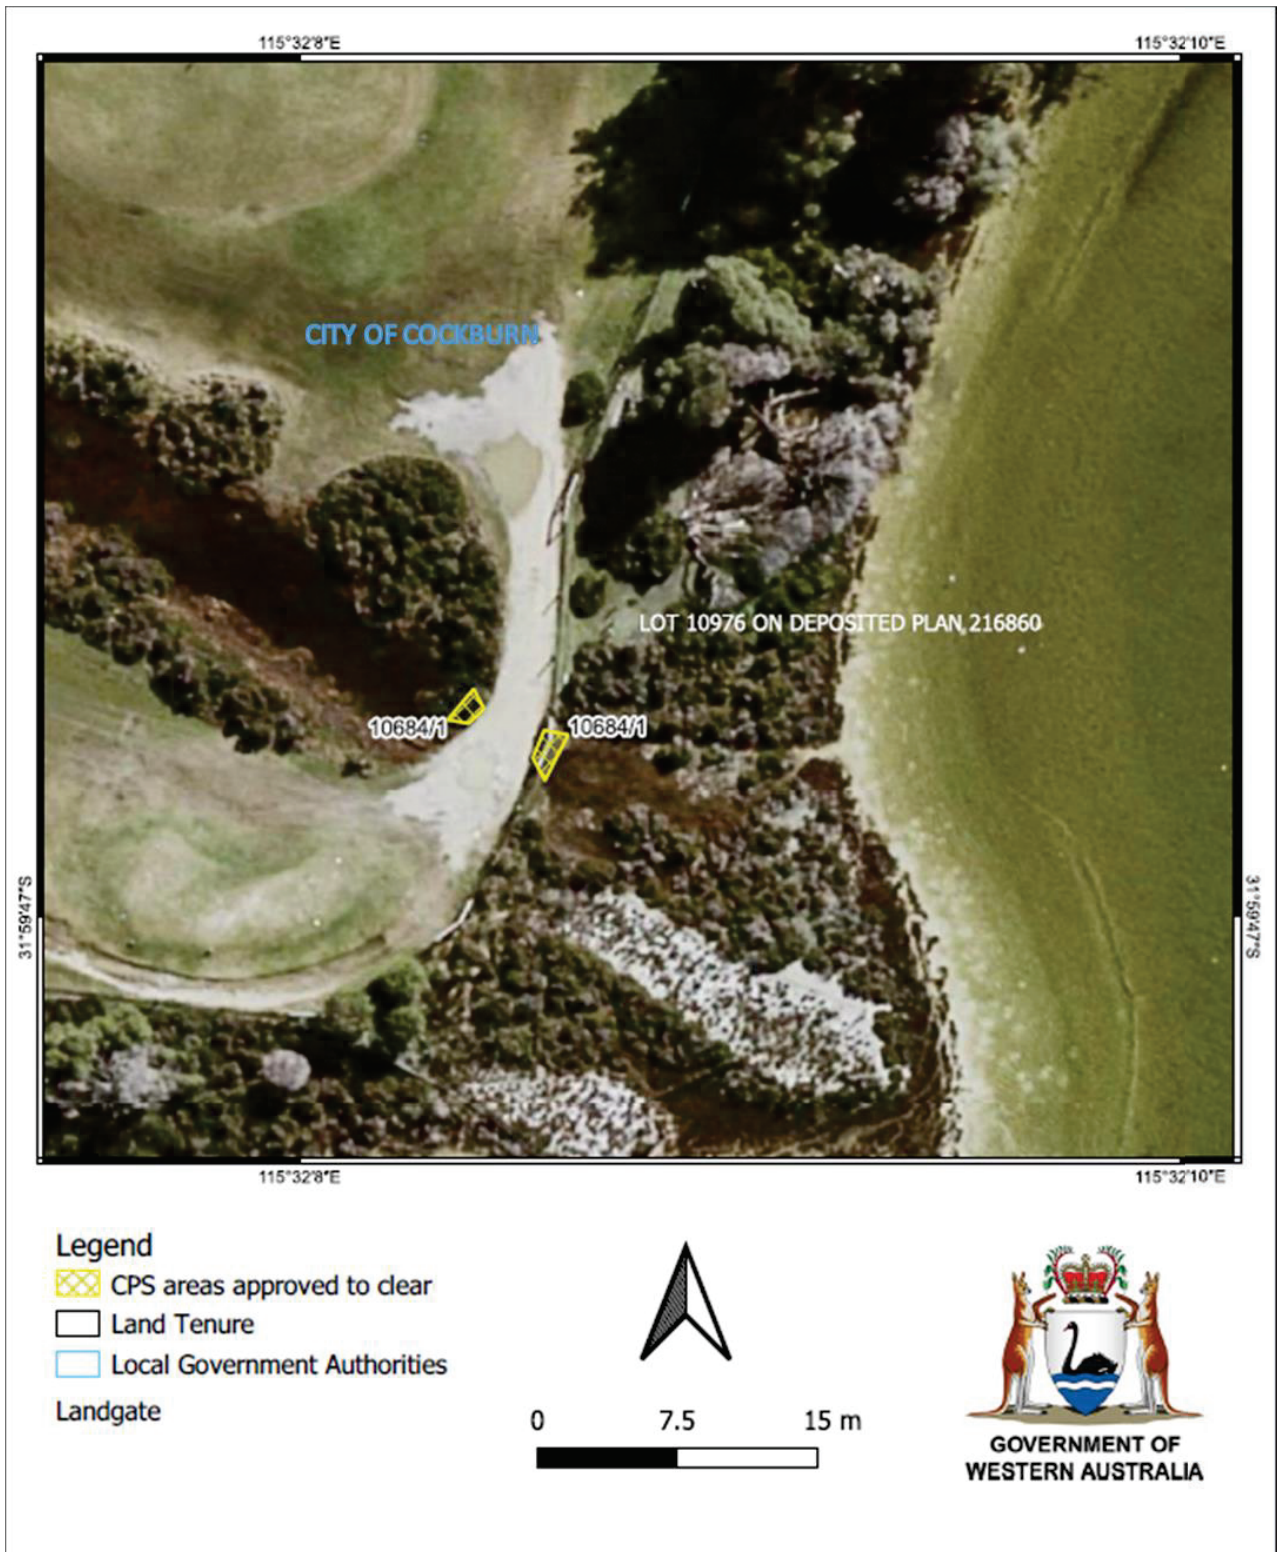 115°32'8"E 115°32'10"E
CITY OF COCKBURN
LOT 10976 ON DEPOSITED PLAN 216860
10684/1 10684/1
31°59'47"S 31°59'47"S
115°32'8"E 115°32'10"E
Legend
CPS areas approved to clear
Land Tenure
Local Government Authorities
Landgate
0 7.5 15 m
GOVERNMENT OF
WESTERN AUSTRALIA